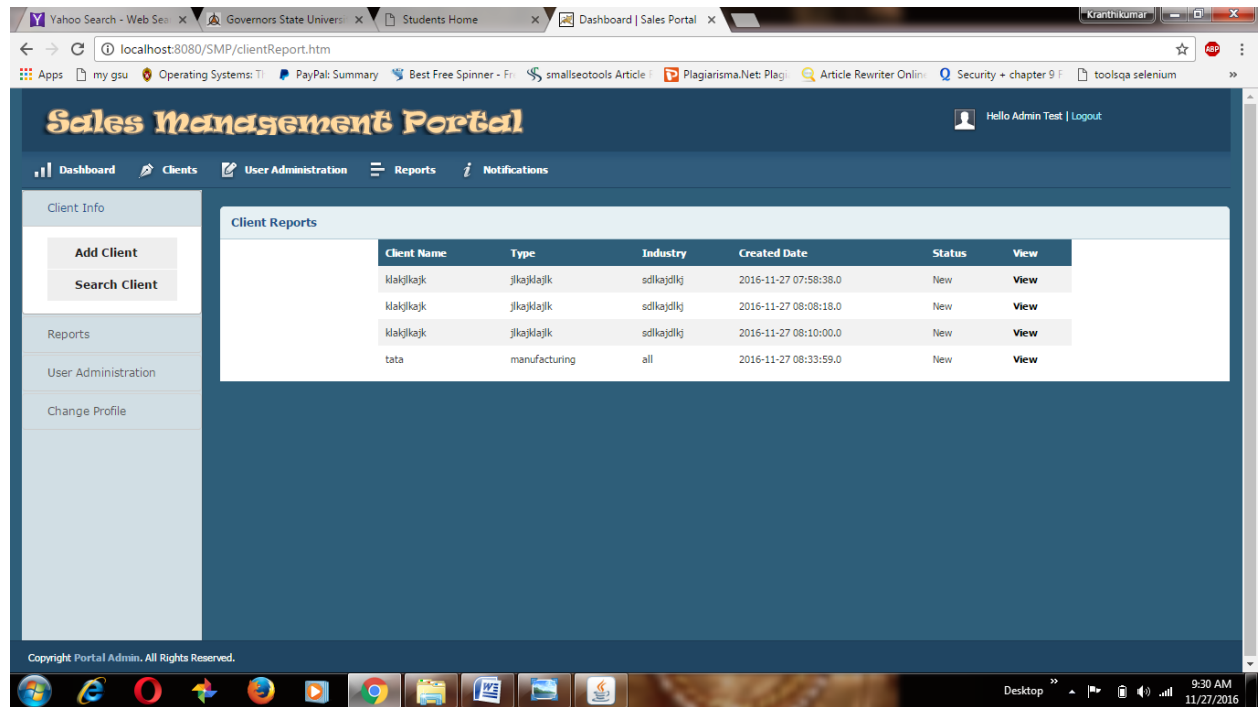 Yahoo Search - Web Sea
Governors State Univers
Students Home
Dashboard | Sales Portal
Kranthikumar
localhost:8080/SMP/clientReport.htm
ABP
Apps
my gsu
Operating Systems: T
PayPal: Summary
Best Free Spinner - Fr
smallseotools Article
Plagiarisma.Net: Plagi
Article Rewriter Online
Security + chapter 9 F
toolsqa selenium
»
Sales Management Portal
Hello Admin Test | Logout
Dashboard
Clients
User Administration
Reports
Notifications
Client Info
Add Client
Search Client
Reports
User Administration
Change Profile
Client Reports
Client Name Type Industry Created Date Status View
klakjlkajk jlkajklajlk sdlkajdlkj 2016-11-27 07:58:38.0 New View
klakjlkajk jlkajklajlk sdlkajdlkj 2016-11-27 08:08:18.0 New View
klakjlkajk jlkajklajlk sdlkajdlkj 2016-11-27 08:10:00.0 New View
tata manufacturing all 2016-11-27 08:33:59.0 New View
Copyright Portal Admin. All Rights Reserved.
Desktop »
9:30 AM
11/27/2016